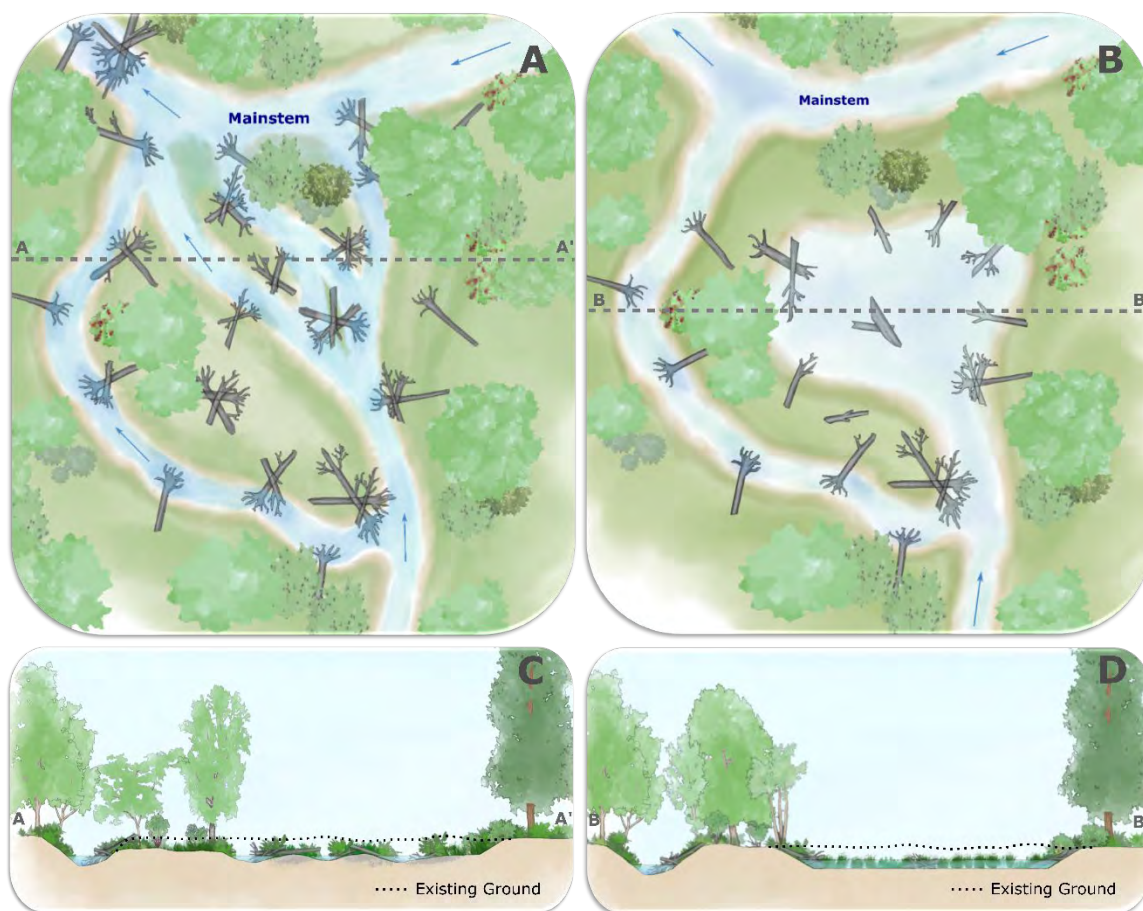 A
Mainstem
A
A'
B
Mainstem
B
B
C
A
A'
..... Existing Ground
D
B
B
..... Existing Ground